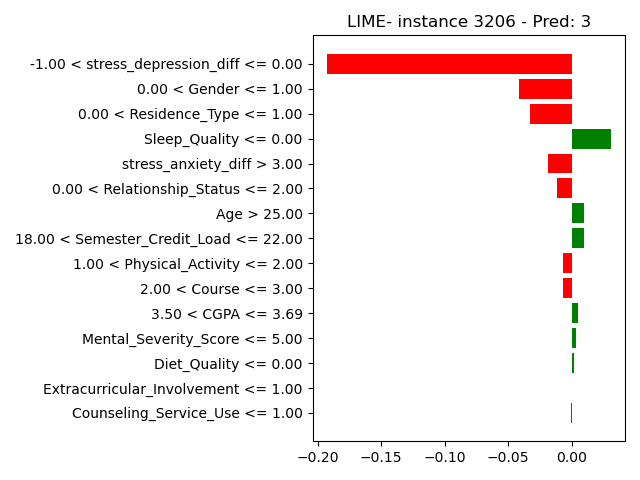 LIME- instance 3206 - Pred: 3
-1.00 < stress_depression_diff <= 0.00
0.00 < Gender <= 1.00
0.00 < Residence_Type <= 1.00
Sleep_Quality <= 0.00
stress_anxiety_diff > 3.00
0.00 < Relationship_Status <= 2.00
Age > 25.00
18.00 < Semester_Credit_Load <= 22.00
1.00 < Physical_Activity <= 2.00
2.00 < Course <= 3.00
3.50 < CGPA <= 3.69
Mental_Severity_Score <= 5.00
Diet_Quality <= 0.00
Extracurricular_Involvement <= 1.00
Counseling_Service_Use <= 1.00
−0.20 −0.15 −0.10 −0.05 0.00